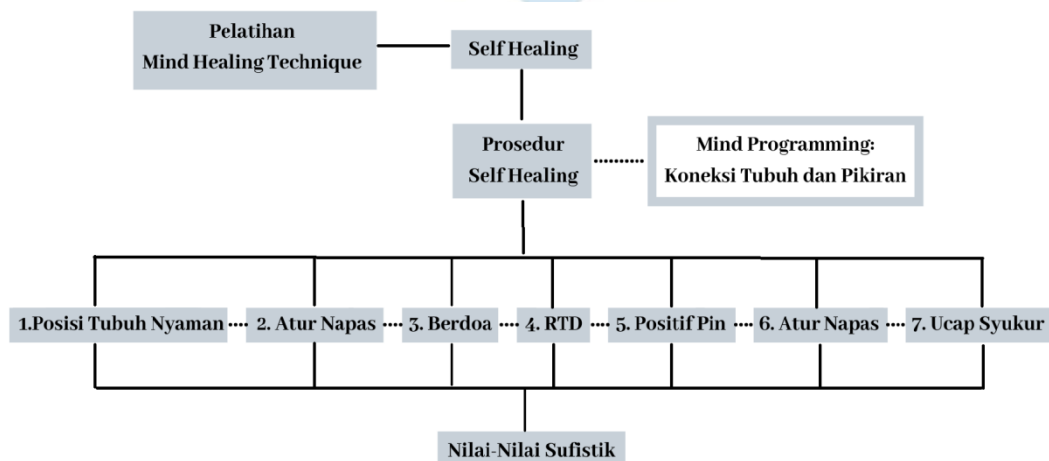 Pelatihan
Mind Healing Technique
Self Healing
Prosedur
Self Healing
Mind Programming:
Koneksi Tubuh dan Pikiran
1.Posisi Tubuh Nyaman
2. Atur Napas
3. Berdoa
4. RTD
5. Positif Pin
6. Atur Napas
7. Ucap Syukur
Nilai-Nilai Sufistik